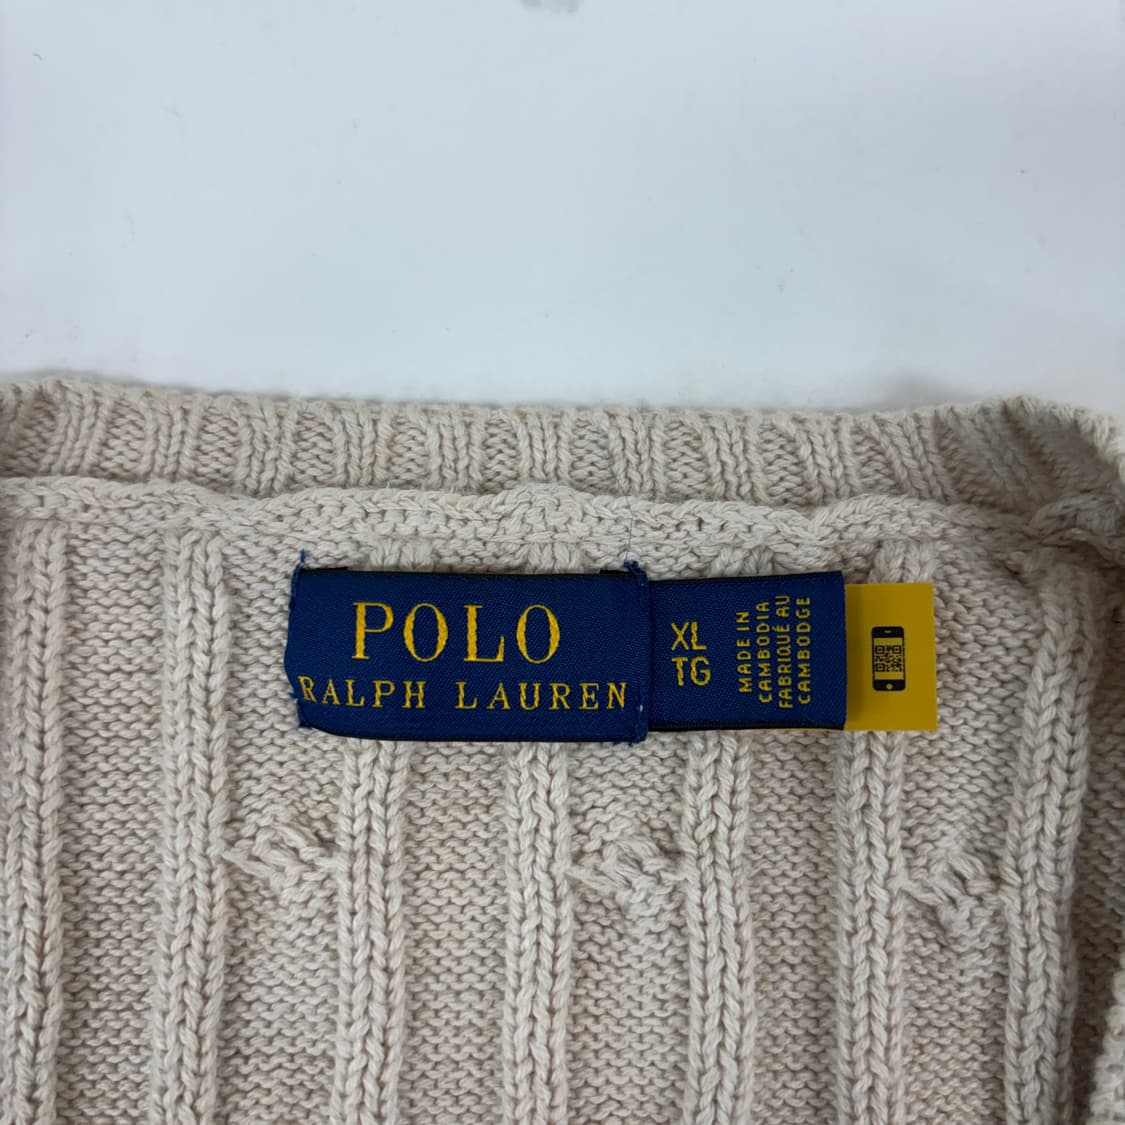 POLO
RALPH LAUREN
XL
TG
MADE IN
CAMBODIA
FABRIQUÉ AU
CAMBODGE